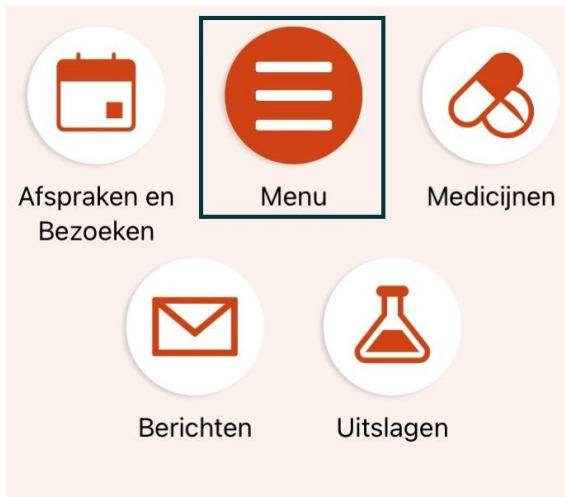 Afspraken en
Bezoeken
Menu
Medicijnen
Berichten
Uitslagen